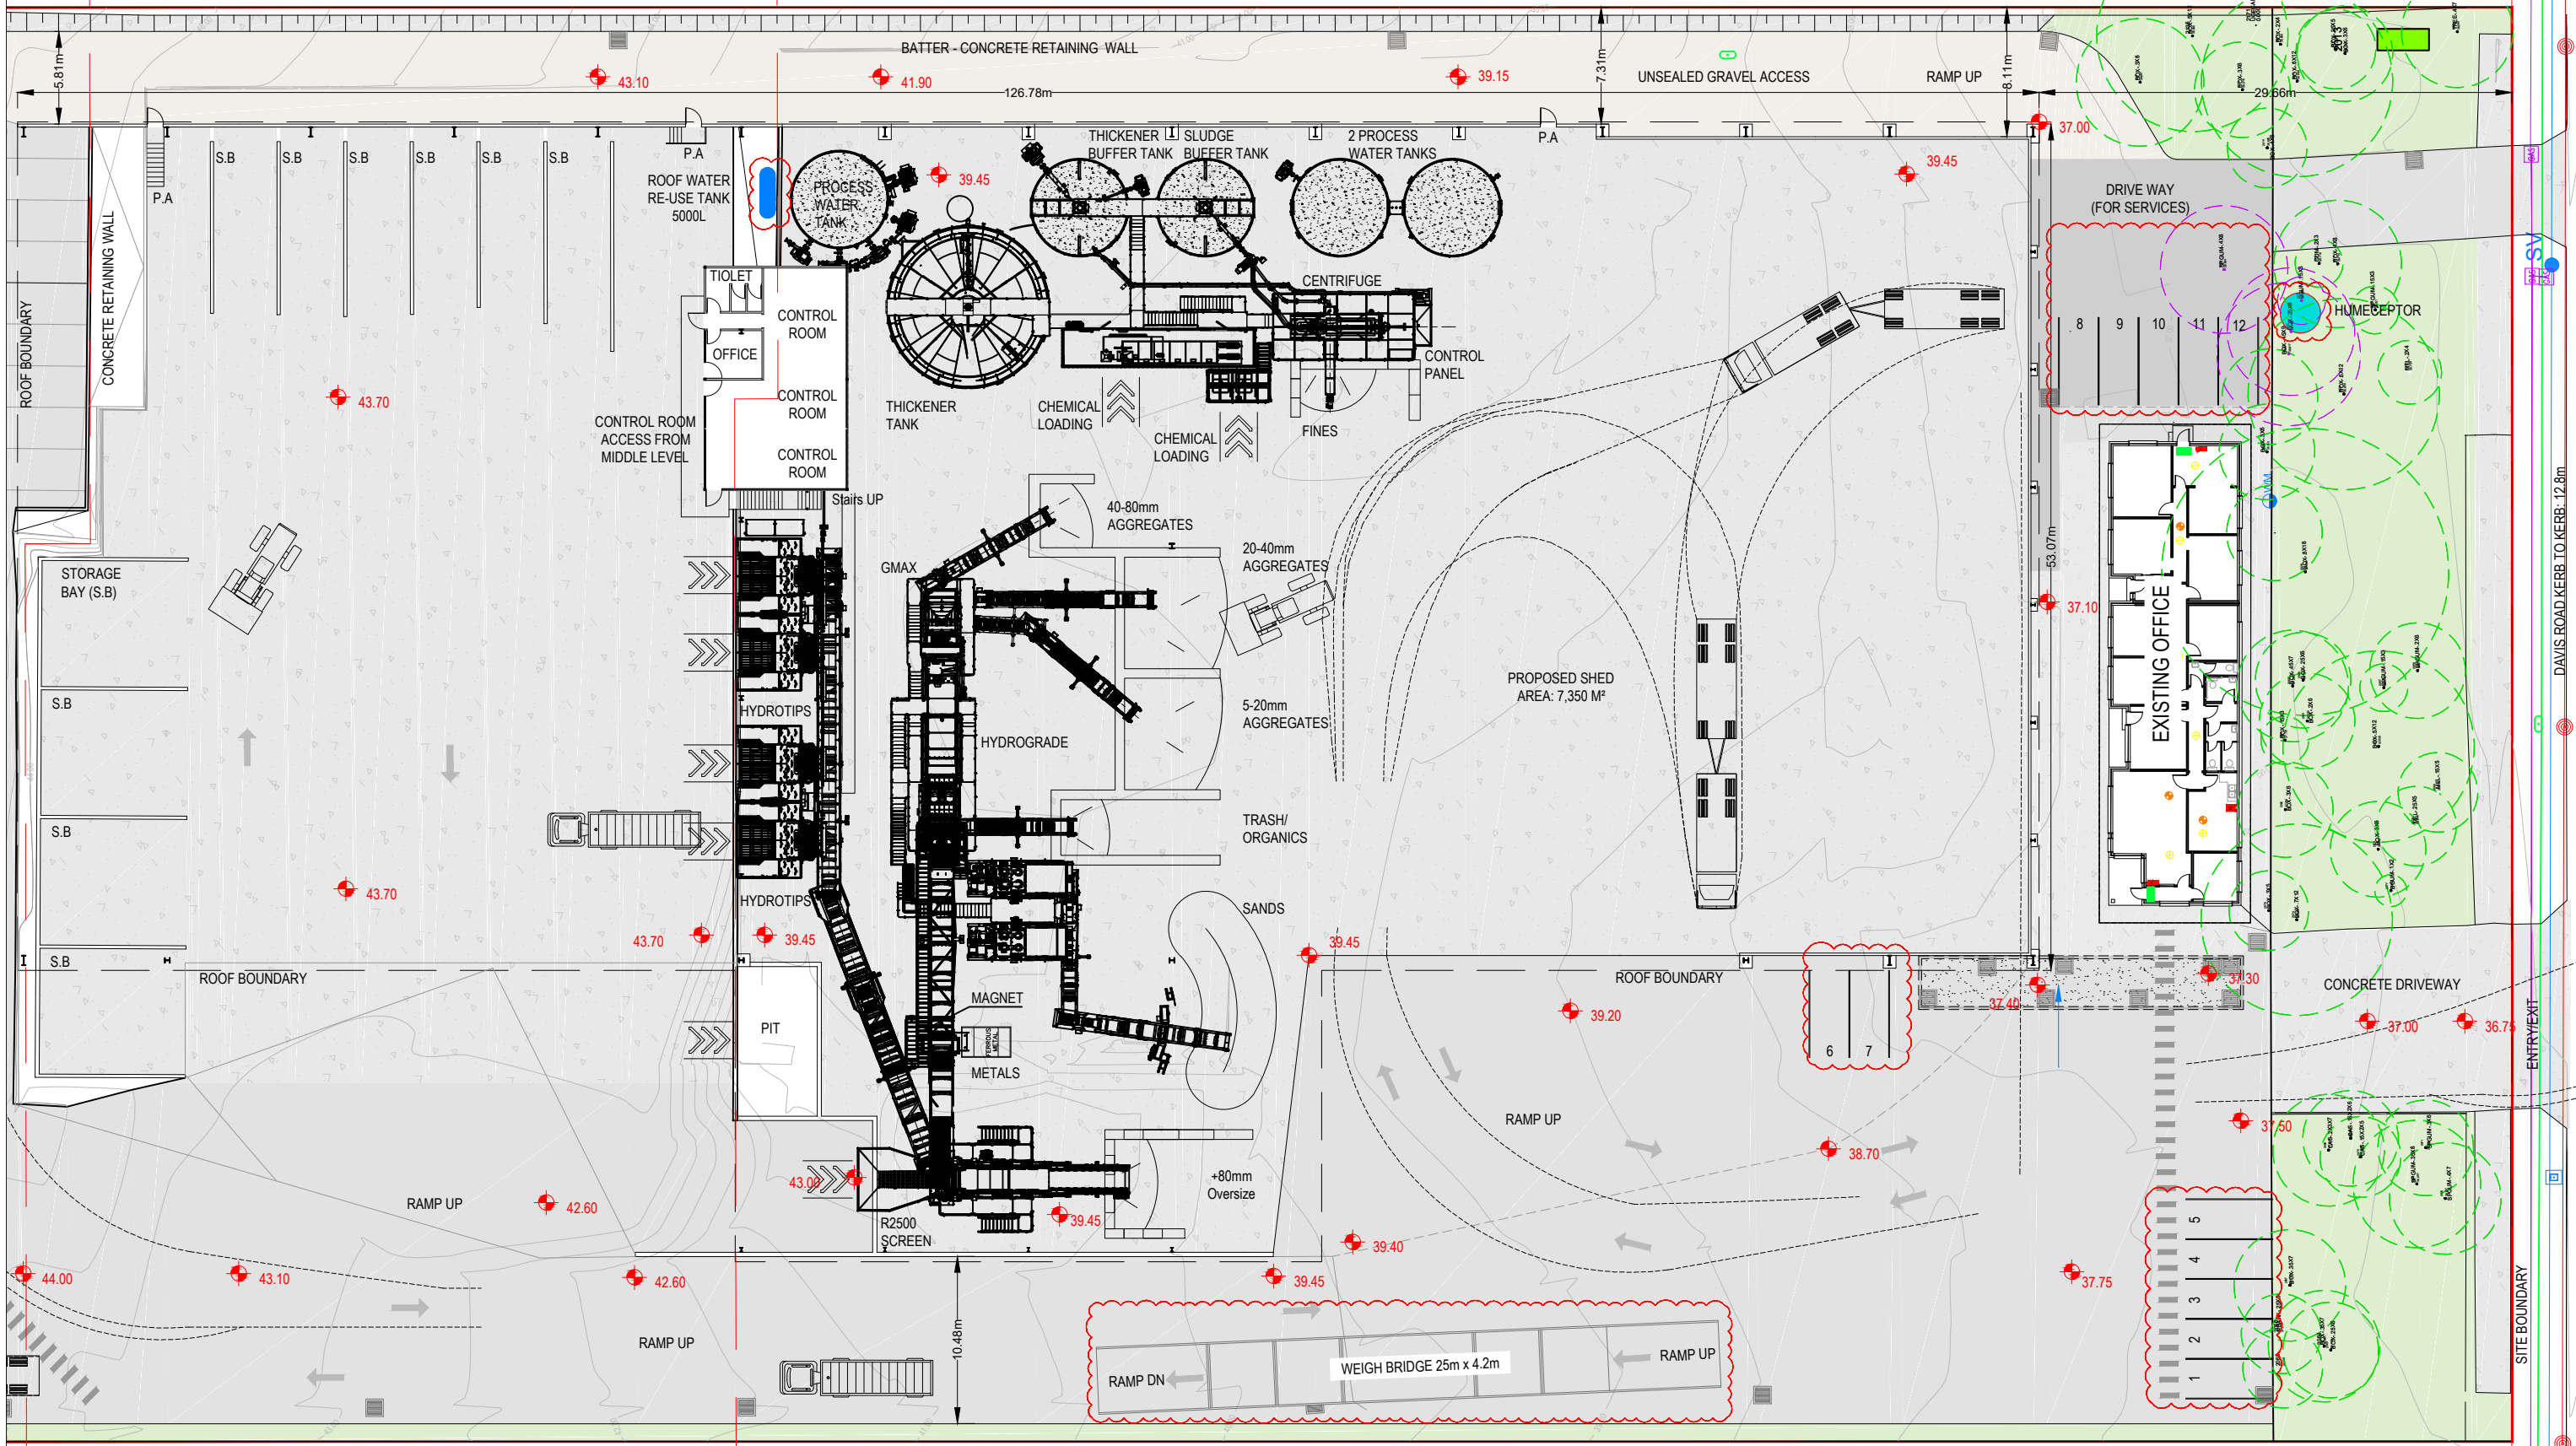 BATTER - CONCRETE RETAINING WALL
UNSEALED GRAVEL ACCESS
RAMP UP
5.81m
7.31m
8.11m
43.10
41.90
39.15
126.78m
29.66m
37.00
2013
P.A
S.B
S.B
S.B
S.B
S.B
S.B
P.A
P.A
ROOF WATER
RE-USE TANK
5000L
PROCESS
WATER
TANK
39.45
THICKENER
BUFFER TANK
SLUDGE
BUFFER TANK
2 PROCESS
WATER TANKS
39.45
DRIVE WAY
(FOR SERVICES)
SV
ROOF BOUNDARY
CONCRETE RETAINING WALL
TIOLET
OFFICE
CONTROL
ROOM
CONTROL
ROOM
CONTROL
ROOM
CENTRIFUGE
CONTROL
PANEL
8
9
10
11
12
HUMECEPTOR
43.70
CONTROL ROOM
ACCESS FROM
MIDDLE LEVEL
THICKENER
TANK
CHEMICAL
LOADING
CHEMICAL
LOADING
FINES
Stairs UP
40-80mm
AGGREGATES
20-40mm
AGGREGATES
GMAX
STORAGE
BAY (S.B)
53.07m
37.10
EXISTING OFFICE
DAVIS ROAD KERB TO KERB: 12.8m
S.B
HYDROTIPS
HYDROGRADE
5-20mm
AGGREGATES
PROPOSED SHED
AREA: 7,350 M²
S.B
TRASH/
ORGANICS
43.70
HYDROTIPS
SANDS
43.70
39.45
39.45
S.B
ROOF BOUNDARY
ROOF BOUNDARY
37.40
37.30
CONCRETE DRIVEWAY
MAGNET
PIT
FERROUS
METAL
METALS
39.20
6
7
37.00
36.75
ENTRY/EXIT
RAMP UP
38.70
37.50
43.00
+80mm
Oversize
RAMP UP
42.60
R2500
SCREEN
39.45
39.40
44.00
43.10
42.60
39.45
37.75
5
4
3
2
1
SITE BOUNDARY
RAMP UP
10.48m
RAMP DN
WEIGH BRIDGE 25m x 4.2m
RAMP UP